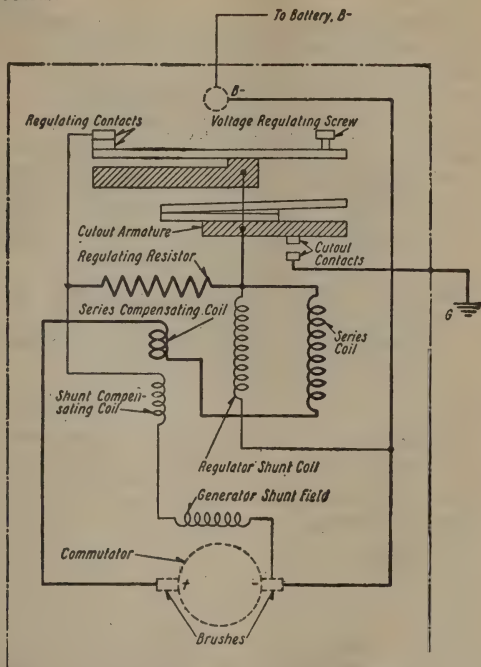 To Battery, B-
B-
Regulating Contacts
Voltage Regulating Screw
Cutout Armature
Cutout
Contacts
Regulating Resistor
G
Series Compensating Coil
Series
Coil
Shunt Compen-
sating Coil
Regulator Shunt Coil
Generator Shunt Field
Commutator
+
-
Brushes